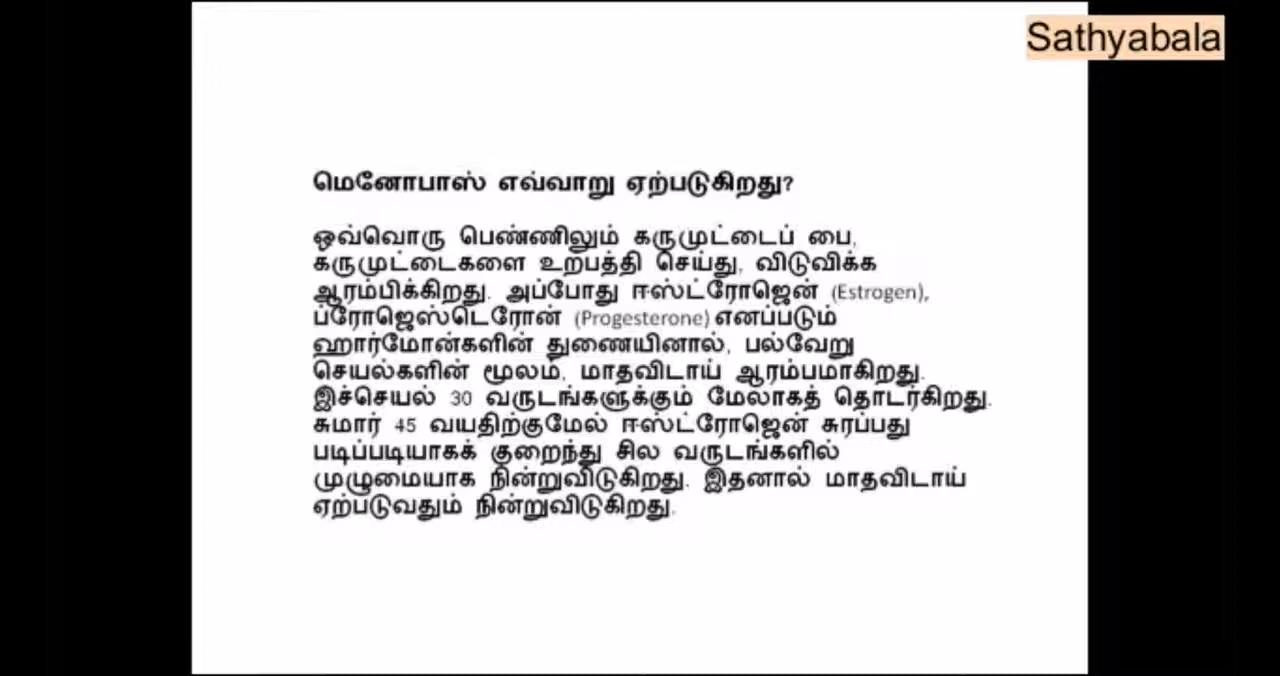 Sathyabala
மெனோபாஸ் எவ்வாறு ஏற்படுகிறது?
ஒவ்வொரு பெண்ணிலும் கருமுட்டைப் பை,
கருமுட்டைகளை உற்பத்தி செய்து, விடுவிக்க
ஆரம்பிக்கிறது. அப்போது ஈஸ்ட்ரோஜென் (Estrogen),
ப்ரோஜெஸ்டெரோன் (Progesterone) எனப்படும்
ஹார்மோன்களின் துணையினால், பல்வேறு
செயல்களின் மூலம், மாதவிடாய் ஆரம்பமாகிறது.
இச்செயல் 30 வருடங்களுக்கும் மேலாகத் தொடர்கிறது.
சுமார் 45 வயதிற்குமேல் ஈஸ்ட்ரோஜென் சுரப்பது
படிப்படியாகக் குறைந்து சில வருடங்களில்
முழுமையாக நின்றுவிடுகிறது. இதனால் மாதவிடாய்
ஏற்படுவதும் நின்றுவிடுகிறது.